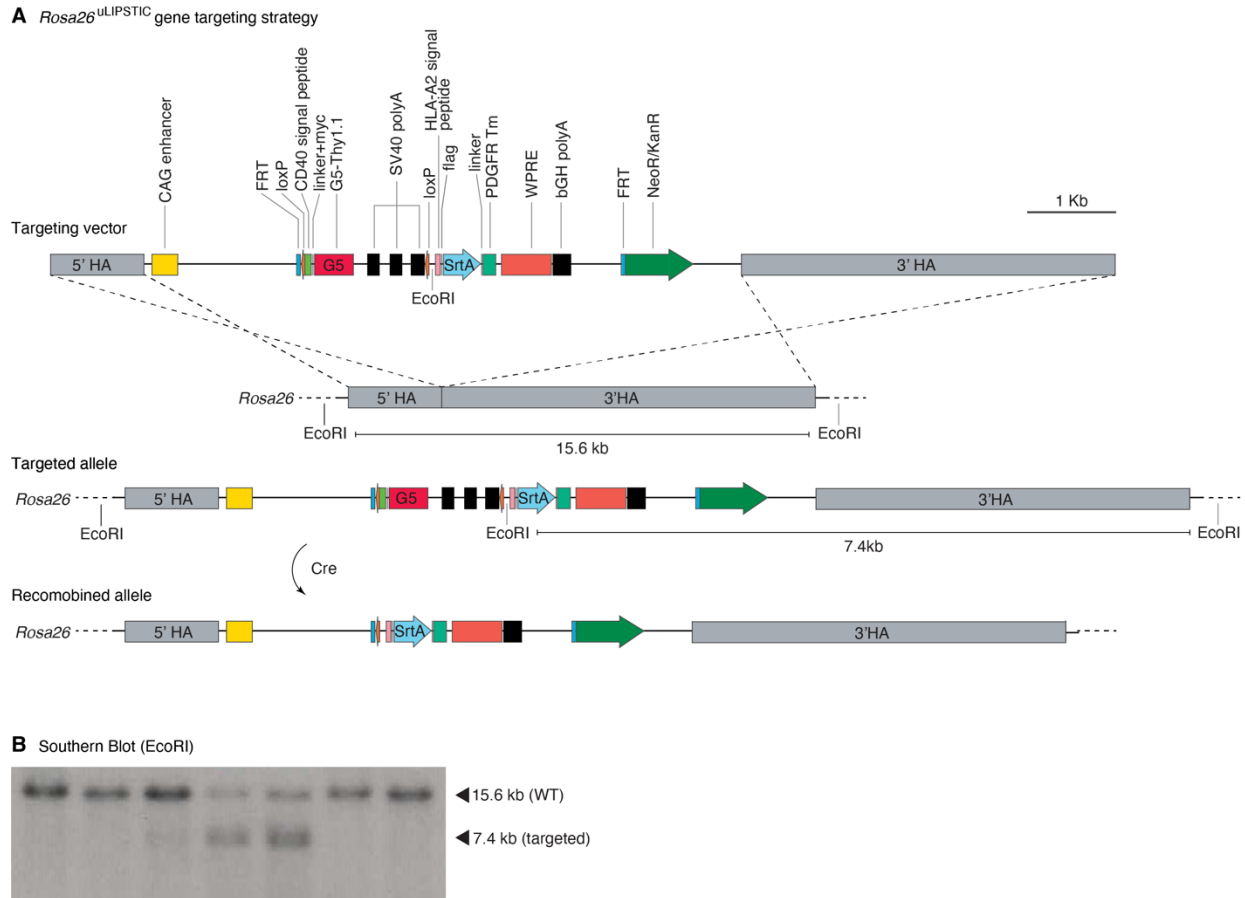 A Rosa26 uLIPSTIC gene targeting strategy
CAG enhancer
FRT
loxP
CD40 signal peptide
linker+myc
G5-Thy1.1
SV40 polyA
loxP
HLA-A2 signal
peptide
flag
linker
PDGFR Tm
WPRE
bGH polyA
FRT
NeoR/KanR
1 Kb
Targeting vector
5' HA
G5
SrtA
3' HA
EcoRI
Rosa26
5' HA
3'HA
EcoRI
EcoRI
15.6 kb
Targeted allele
Rosa26
5' HA
G5
SrtA
3'HA
EcoRI
EcoRI
EcoRI
7.4kb
Cre
Recomobined allele
Rosa26
5' HA
SrtA
3'HA
B Southern Blot (EcoRI)
15.6 kb (WT)
7.4 kb (targeted)